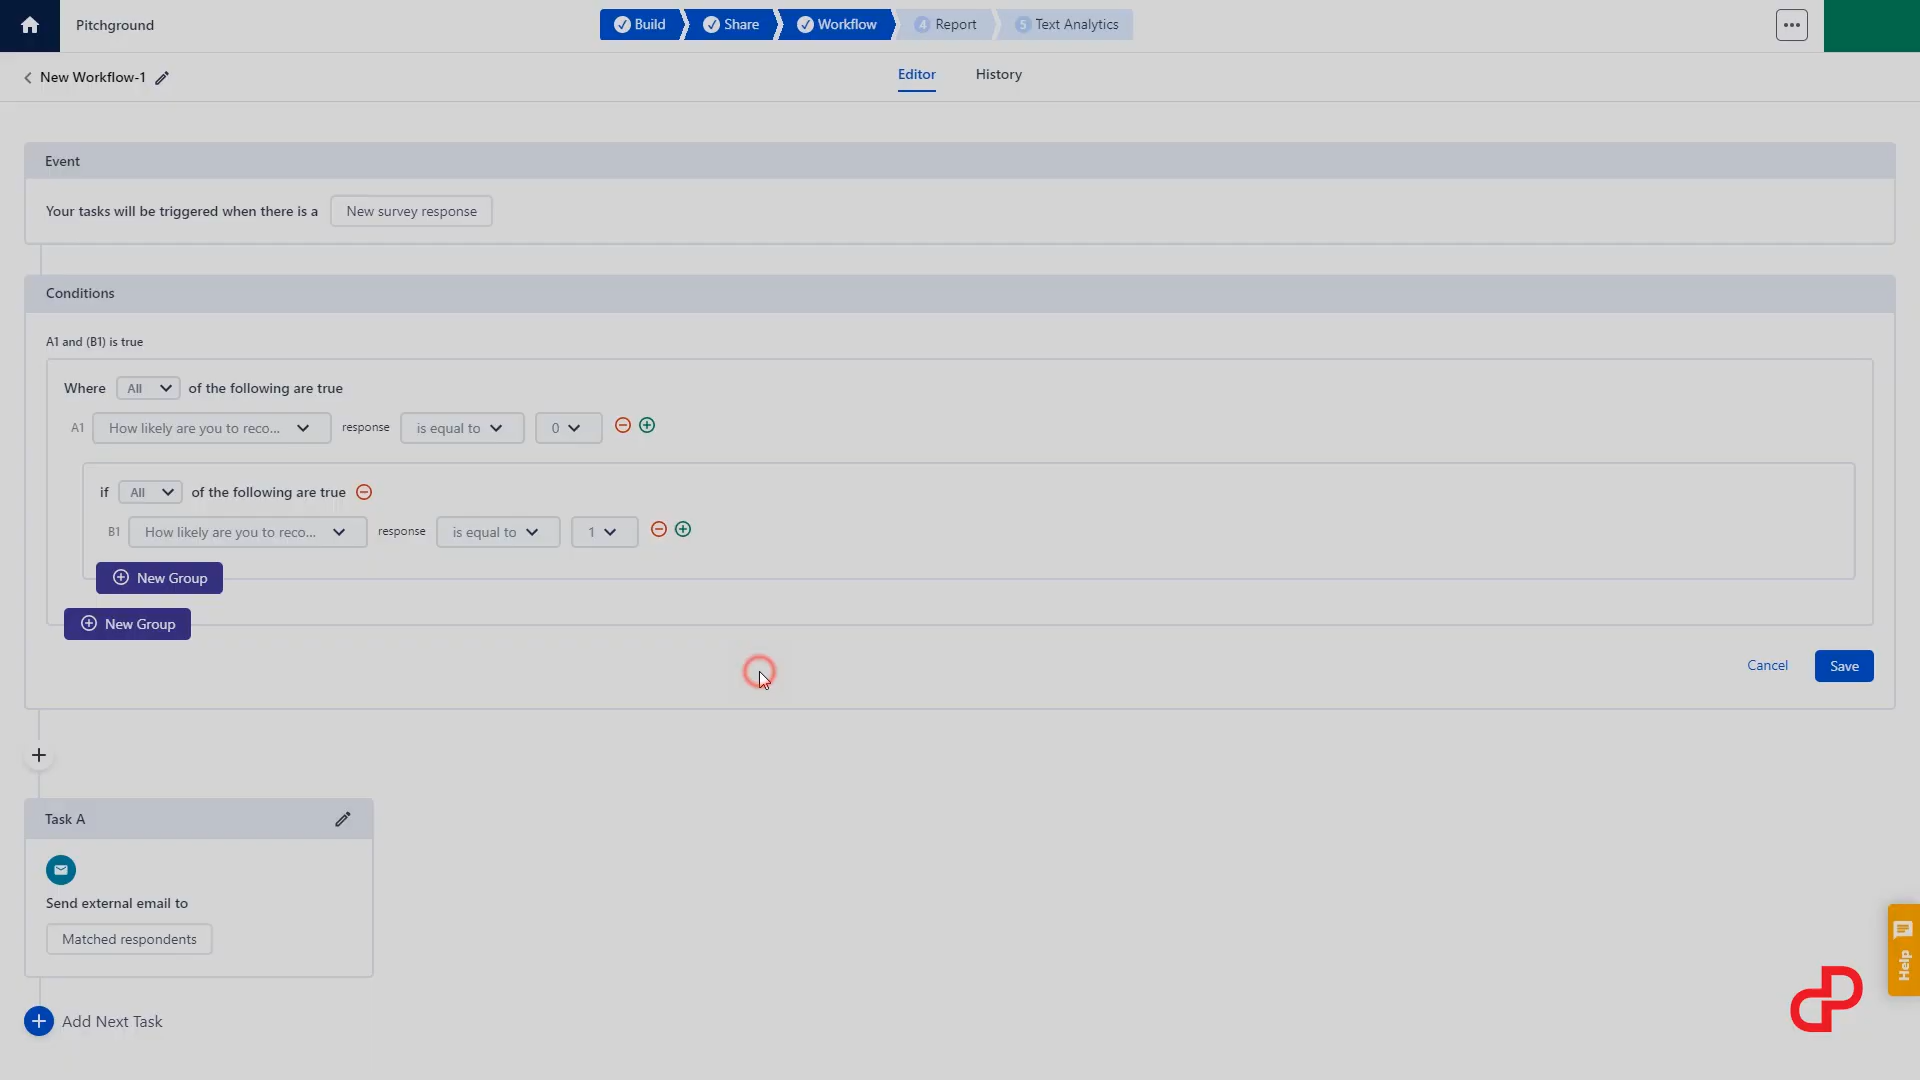 Pitchground
Build
Share
Workflow
4 Report
5 Text Analytics
New Workflow-1
Editor
History
Event
Your tasks will be triggered when there is a New survey response
Conditions
A1 and (B1) is true
Where All of the following are true
A1 How likely are you to reco... response is equal to 0
if All of the following are true
B1 How likely are you to reco... response is equal to 1
New Group
New Group
Cancel
Save
Task A
Send external email to
Matched respondents
Help
Add Next Task